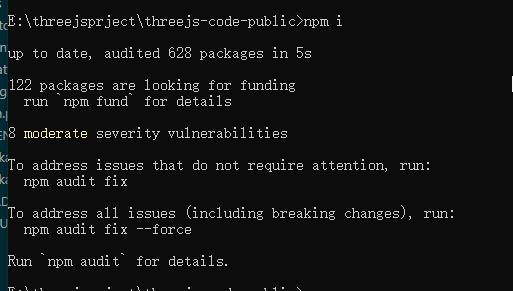 E:\threejsprject\threejs-code-public>npm i
up to date, audited 628 packages in 5s
122 packages are looking for funding
run `npm fund` for details
8 moderate severity vulnerabilities
To address issues that do not require attention, run:
npm audit fix
To address all issues (including breaking changes), run:
npm audit fix --force
Run `npm audit` for details.